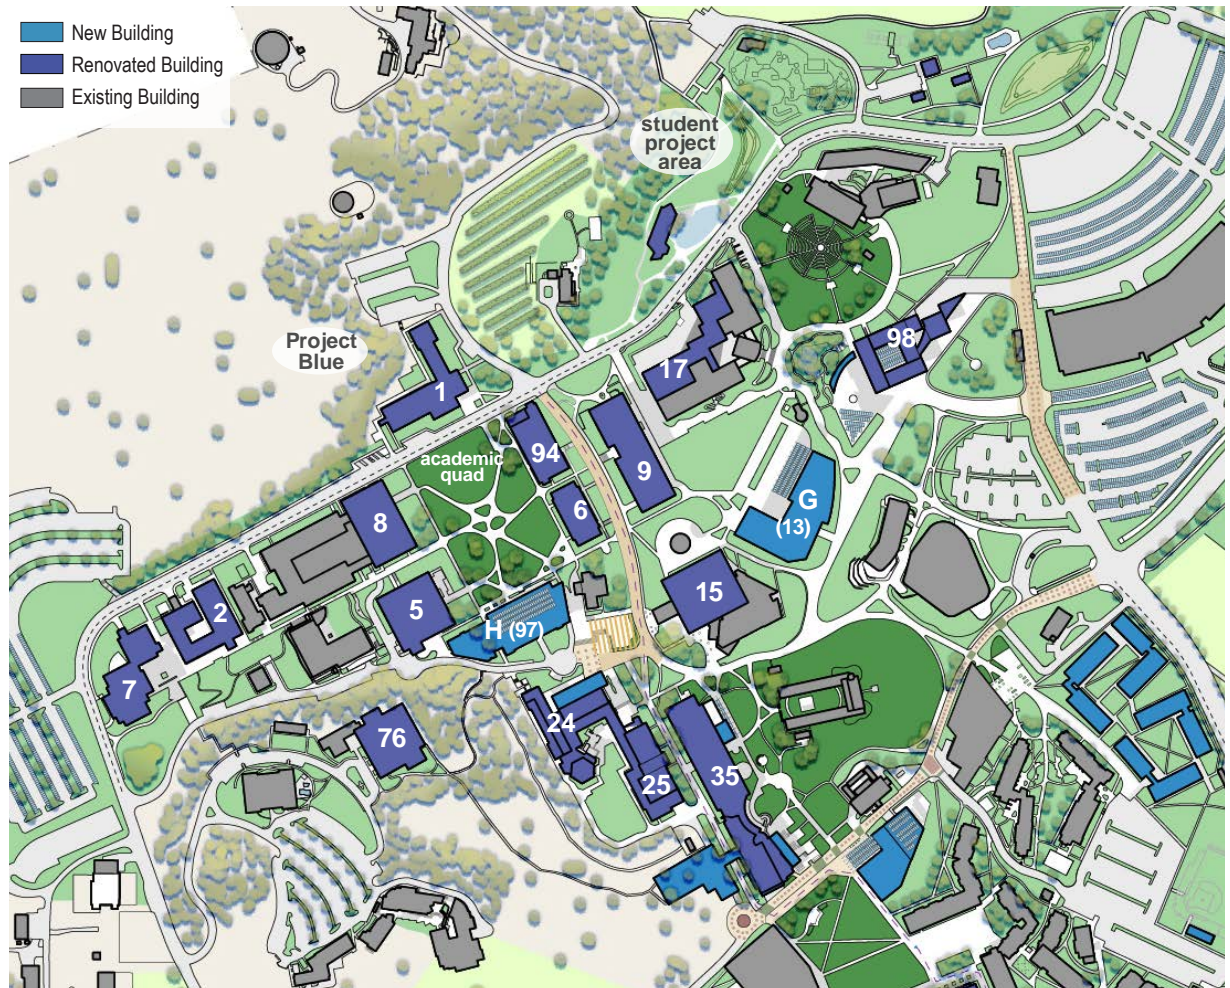 New Building
Renovated Building
Existing Building
student
project
area
Project
Blue
98
17
1
academic
quad
94
9
6
8
G
(13)
15
2
5
H (97)
7
24
76
25
35